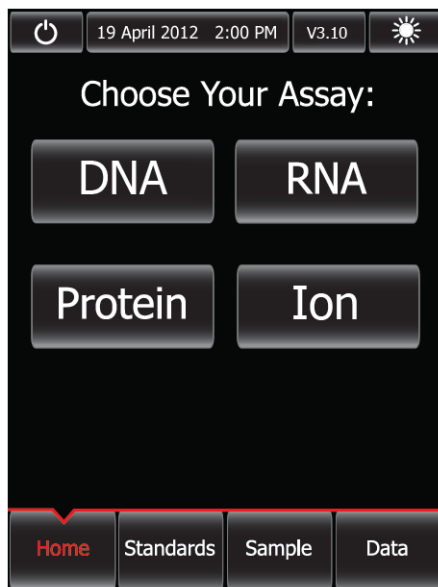 19 April 2012 2:00 PM V3.10
Choose Your Assay:
DNA RNA
Protein Ion
Home Standards Sample Data